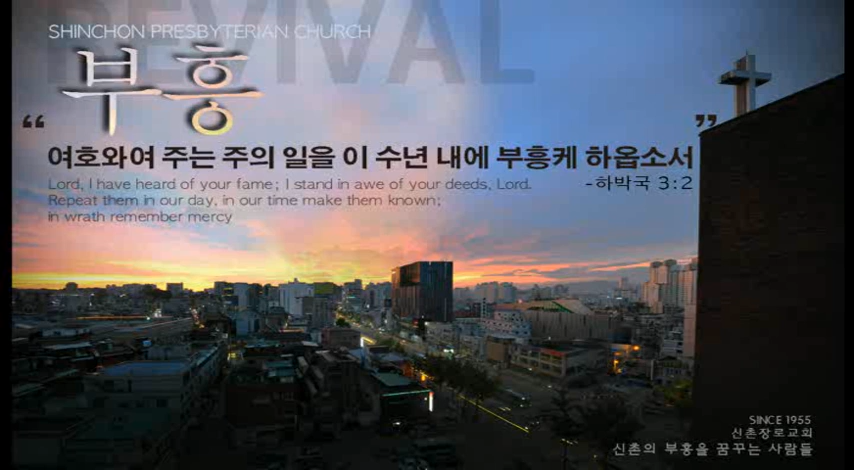 REVIVAL
SHINCHON PRESBYTERIAN CHURCH
부흥
“ 여호와여 주는 주의 일을 이 수년 내에 부흥케 하옵소서 ”
Lord, I have heard of your fame; I stand in awe of your deeds, Lord.
-하박국 3:2
Repeat them in our day, in our time make them known;
in wrath remember mercy
SINCE 1955
신촌장로교회
신촌의 부흥을 꿈꾸는 사람들